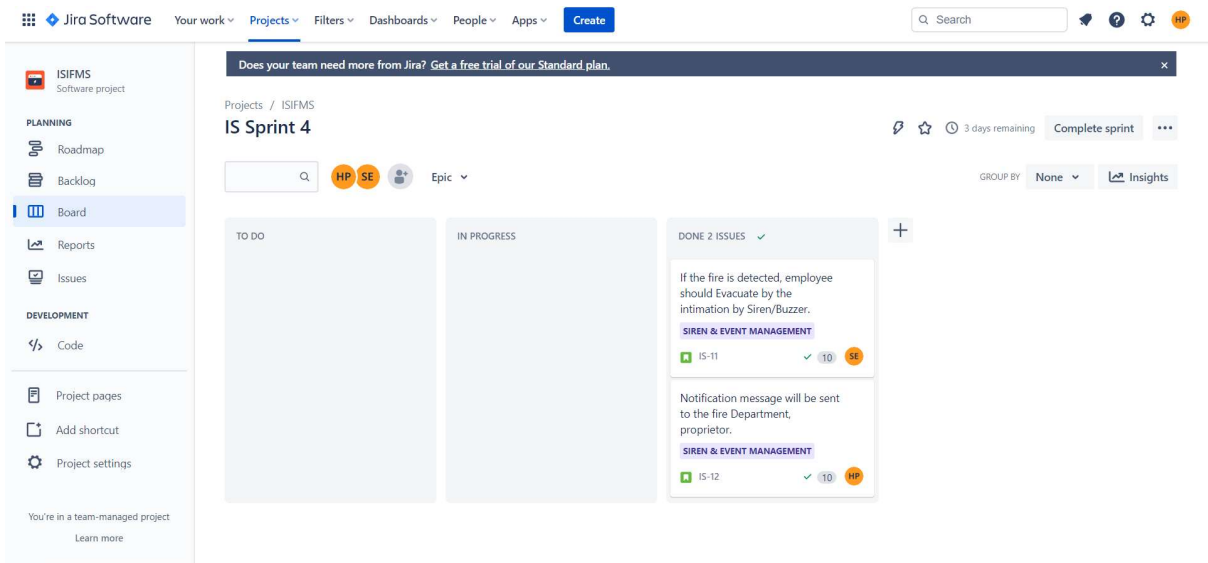 Jira Software Your work Projects Filters Dashboards People Apps Create Search HP
ISIFMS
Software project
PLANNING
Roadmap
Backlog
Board
Reports
Issues
DEVELOPMENT
Code
Project pages
Add shortcut
Project settings
You're in a team-managed project
Learn more
Does your team need more from Jira? Get a free trial of our Standard plan.
Projects / ISIFMS
IS Sprint 4
3 days remaining Complete sprint
HP SE Epic
GROUP BY None Insights
TO DO
IN PROGRESS
DONE 2 ISSUES
If the fire is detected, employee
should Evacuate by the
intimation by Siren/Buzzer.
SIREN & EVENT MANAGEMENT
IS-11 10 SE
Notification message will be sent
to the fire Department,
proprietor.
SIREN & EVENT MANAGEMENT
IS-12 10 HP